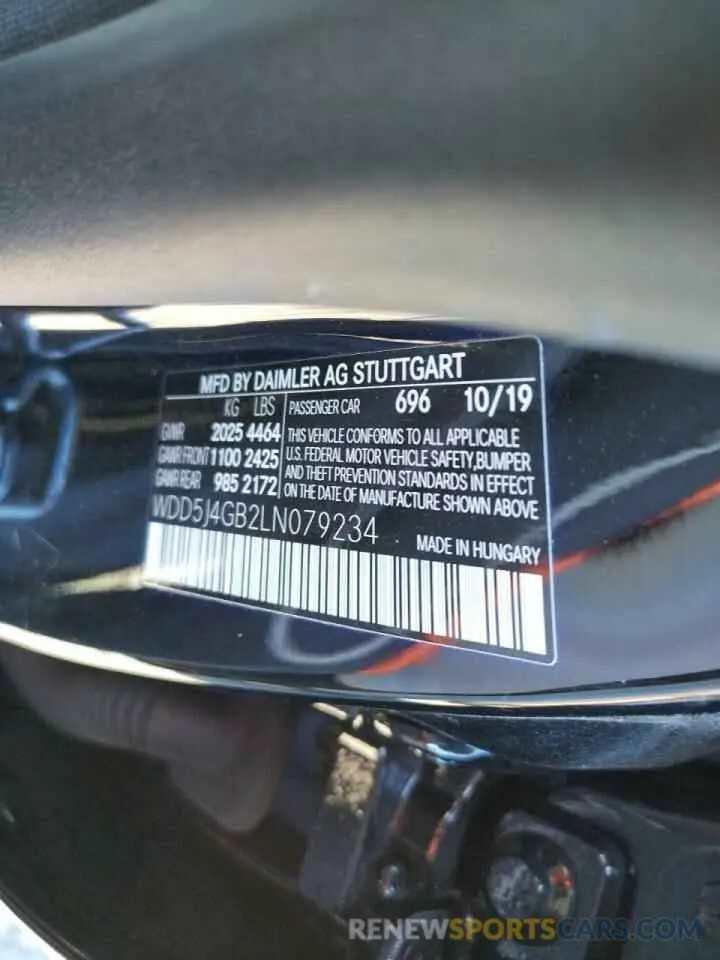 MFD BY DAIMLER AG STUTTGART
KG LBS
GVWR 2025 4464
GAWR FRONT 1100 2425
GAWR REAR 985 2172
PASSENGER CAR 696 10/19
THIS VEHICLE CONFORMS TO ALL APPLICABLE
U.S. FEDERAL MOTOR VEHICLE SAFETY,BUMPER
AND THEFT PREVENTION STANDARDS IN EFFECT
ON THE DATE OF MANUFACTURE SHOWN ABOVE
WDD5J4GB2LN079234
MADE IN HUNGARY
RENEWSPORTSCARS.COM